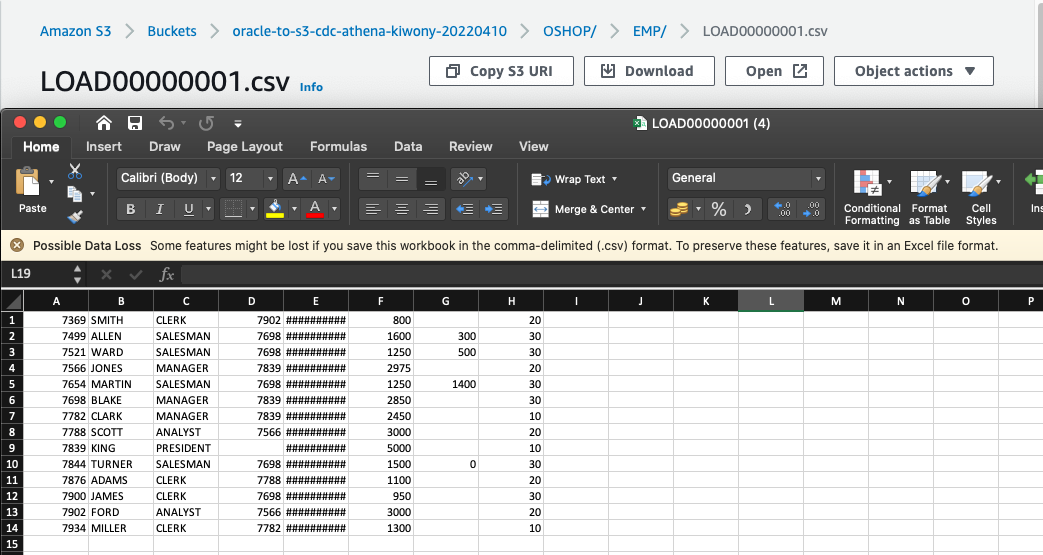 Amazon S3 > Buckets > oracle-to-s3-cdc-athena-kiwony-20220410 > OSHOP/ > EMP/ > LOAD00000001.csv
LOAD00000001.csv Info
Copy S3 URI Download Open Object actions
LOAD00000001 (4)
Home Insert Draw Page Layout Formulas Data Review View
Paste
Calibri (Body) 12 A A
B I U A
Wrap Text
Merge & Center
General
% .00 .00
Conditional Formatting Format as Table Cell Styles Ins
Possible Data Loss Some features might be lost if you save this workbook in the comma-delimited (.csv) format. To preserve these features, save it in an Excel file format.
L19 fx
A B C D E F G H I J K L M N O P
1 7369 SMITH CLERK 7902 ########## 800 20
2 7499 ALLEN SALESMAN 7698 ########## 1600 300 30
3 7521 WARD SALESMAN 7698 ########## 1250 500 30
4 7566 JONES MANAGER 7839 ########## 2975 20
5 7654 MARTIN SALESMAN 7698 ########## 1250 1400 30
6 7698 BLAKE MANAGER 7839 ########## 2850 30
7 7782 CLARK MANAGER 7839 ########## 2450 10
8 7788 SCOTT ANALYST 7566 ########## 3000 20
9 7839 KING PRESIDENT ########## 5000 10
10 7844 TURNER SALESMAN 7698 ########## 1500 0 30
11 7876 ADAMS CLERK 7788 ########## 1100 20
12 7900 JAMES CLERK 7698 ########## 950 30
13 7902 FORD ANALYST 7566 ########## 3000 20
14 7934 MILLER CLERK 7782 ########## 1300 10
15